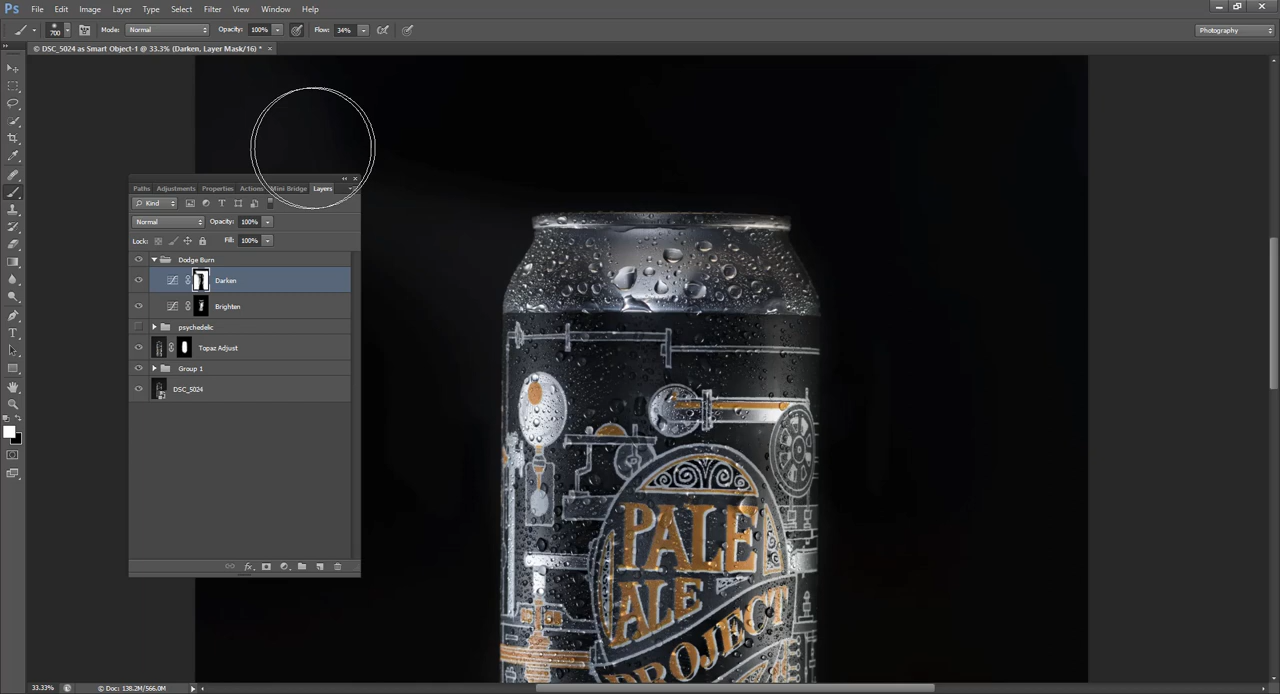 Ps File Edit Image Layer Type Select Filter View Window Help
700 Mode: Normal Opacity: 100% Flow: 34% Photography
© DSC_5024 as Smart Object-1 @ 33.3% (Darken, Layer Mask/16) * ×
Paths Adjustments Properties Actions Mini Bridge Layers
Kind T
Normal Opacity: 100%
Lock: Fill: 100%
Dodge Burn
Darken
Brighten
psychedelic
Topaz Adjust
Group 1
DSC_5024
fx
PALE
ALE
PROJECT
33.33% © Doc: 138.2M/566.0M